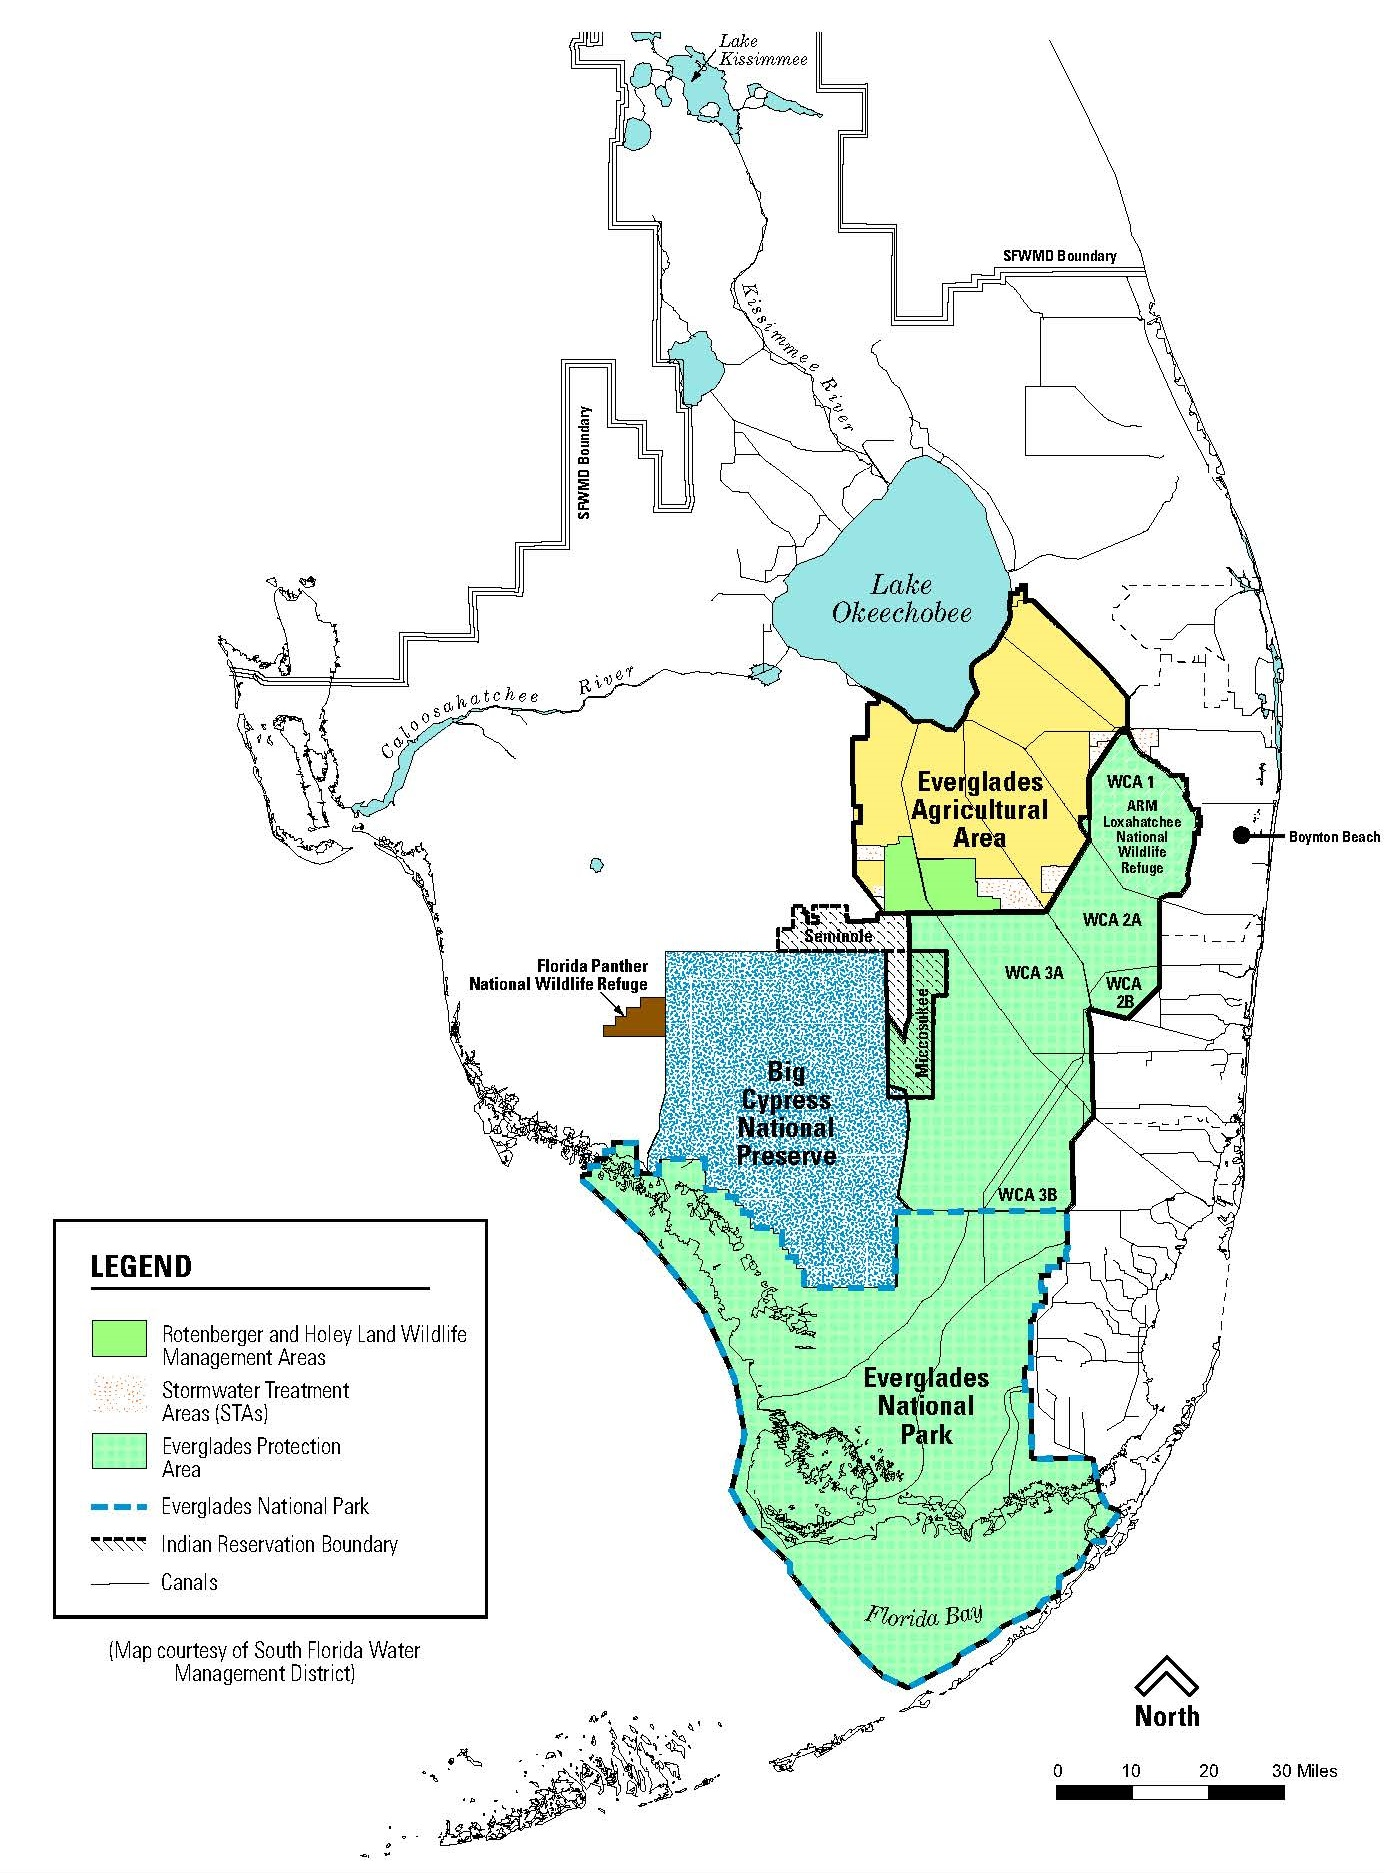 Lake
Kissimmee
SFWMD Boundary
Kissimmee River
SFWMD Boundary
Lake
Okeechobee
Caloosahatchee River
Everglades
Agricultural
Area
WCA 1
ARM
Loxahatchee
National
Wildlife
Refuge
Boynton Beach
WCA 2A
Seminole
Florida Panther
National Wildlife Refuge
WCA 3A
WCA
2B
Miccosukee
Big
Cypress
National
Preserve
WCA 3B
Everglades
National
Park
Florida Bay
LEGEND
Rotenberger and Holey Land Wildlife
Management Areas
Stormwater Treatment
Areas (STAs)
Everglades Protection
Area
Everglades National Park
Indian Reservation Boundary
Canals
(Map courtesy of South Florida Water
Management District)
North
0 10 20 30 Miles